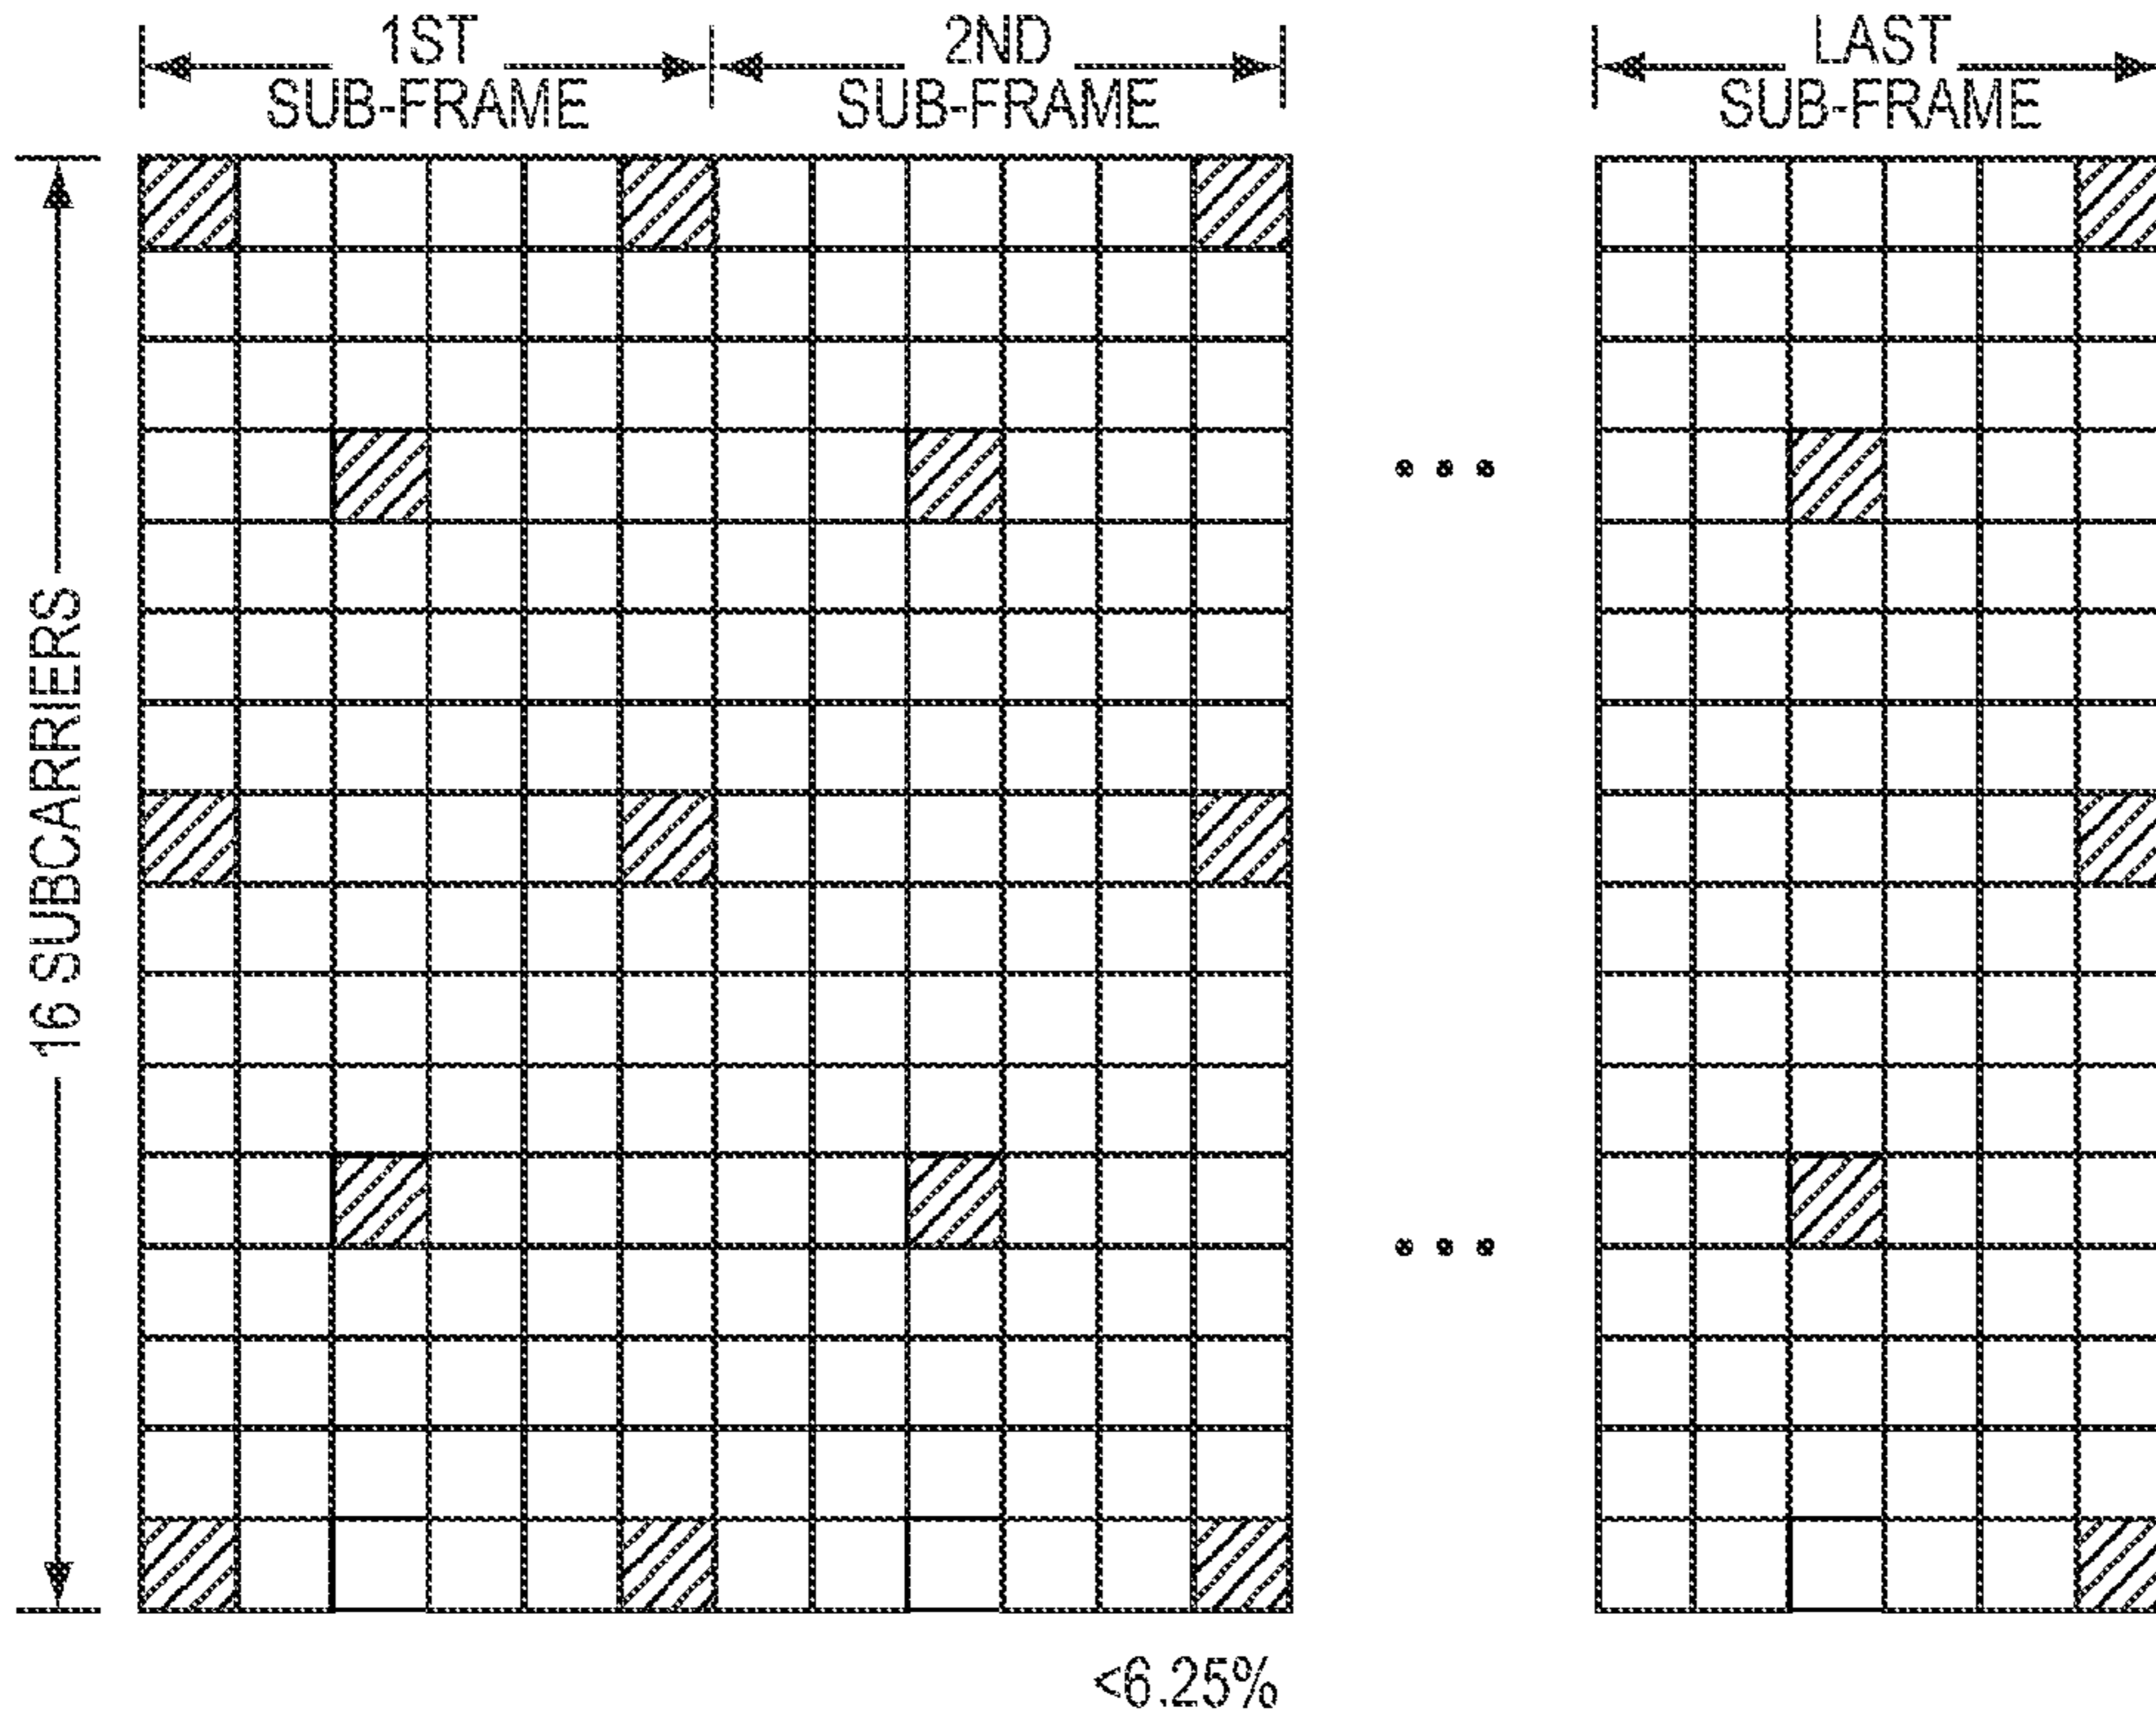 1ST
SUB-FRAME
2ND
SUB-FRAME
LAST
SUB-FRAME
16 SUBCARRIERS
<6.25%